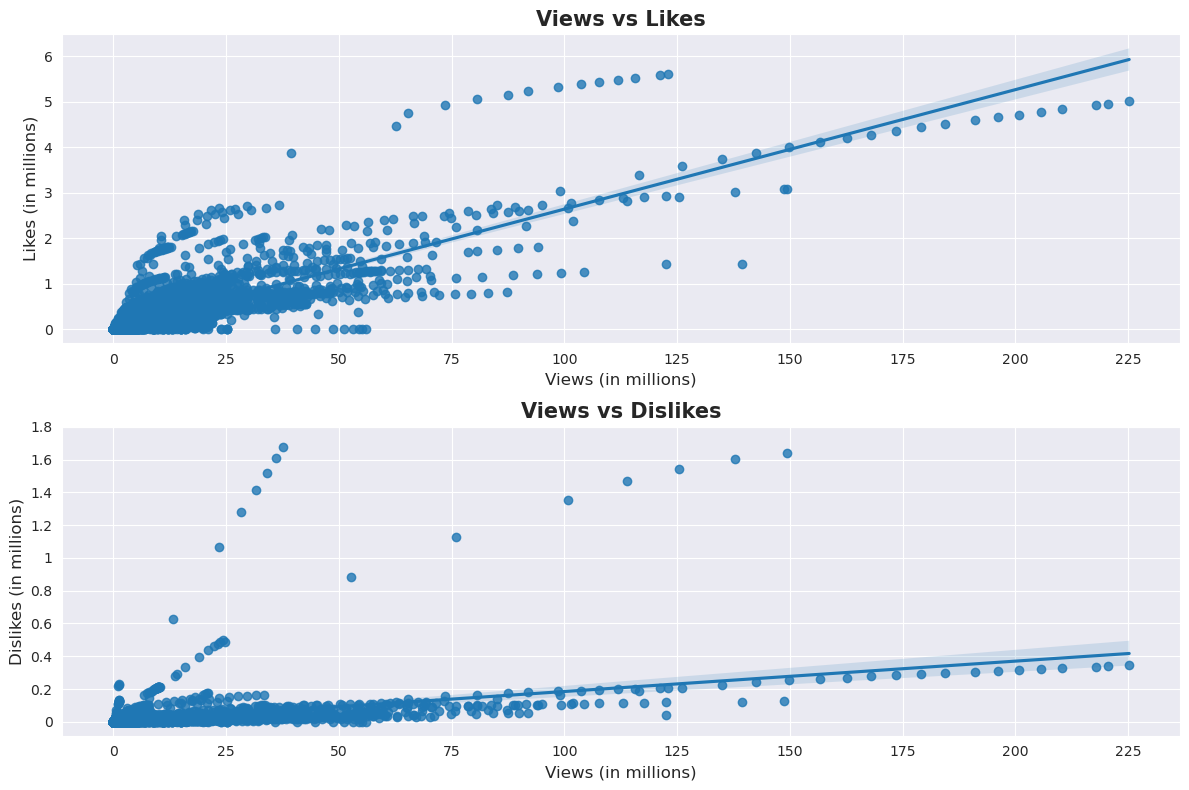 Views vs Likes
Likes (in millions)
6
5
4
3
2
1
0
0 25 50 75 100 125 150 175 200 225
Views (in millions)
Views vs Dislikes
Dislikes (in millions)
1.8
1.6
1.4
1.2
1
0.8
0.6
0.4
0.2
0
0 25 50 75 100 125 150 175 200 225
Views (in millions)